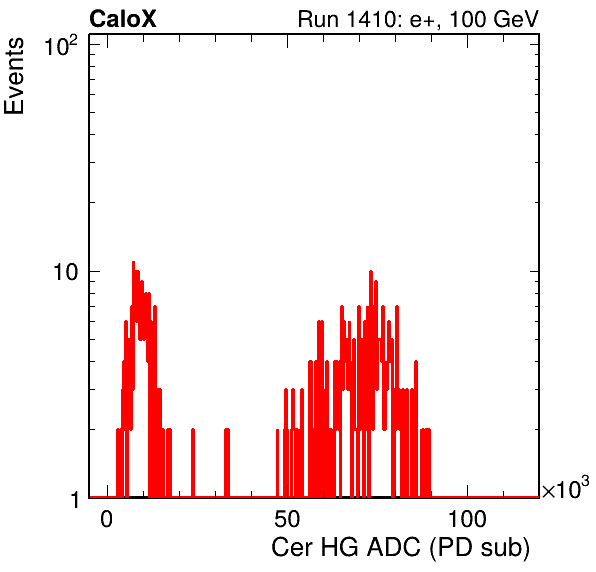 CaloX Run 1410: e+, 100 GeV
Events
10²
10
1
0 50 100 ×10³
Cer HG ADC (PD sub)